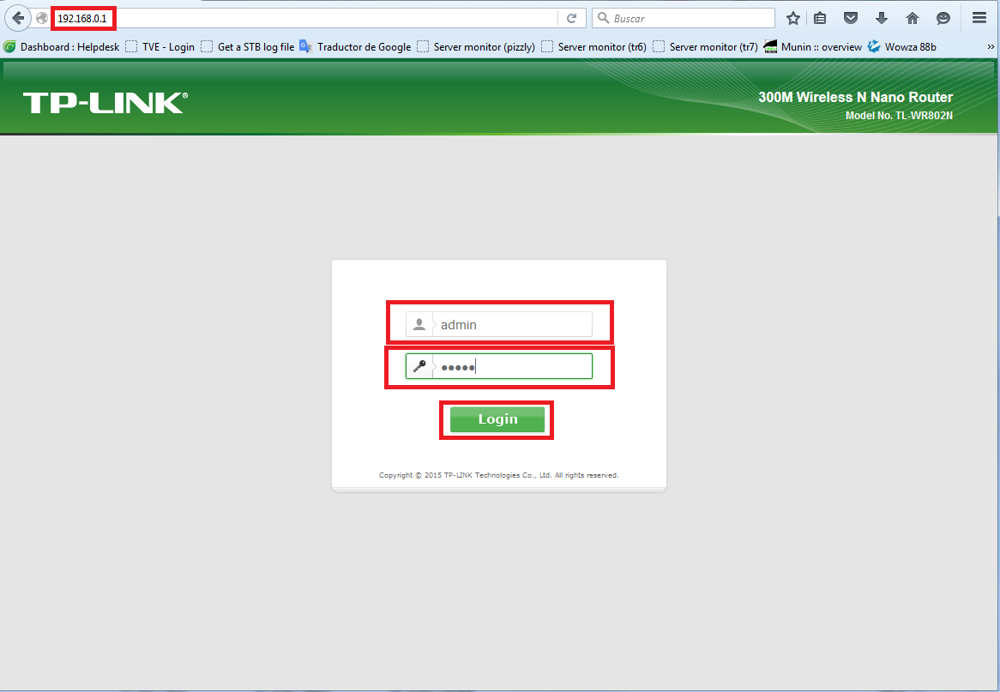 192.168.0.1 Buscar
Dashboard : Helpdesk TVE - Login Get a STB log file Traductor de Google Server monitor (pizzly) Server monitor (tr6) Server monitor (tr7) Munin :: overview Wowza 88b »
TP-LINK®
300M Wireless N Nano Router
Model No. TL-WR802N
admin
●●●●●
Login
Copyright © 2015 TP-LINK Technologies Co., Ltd. All rights reserved.